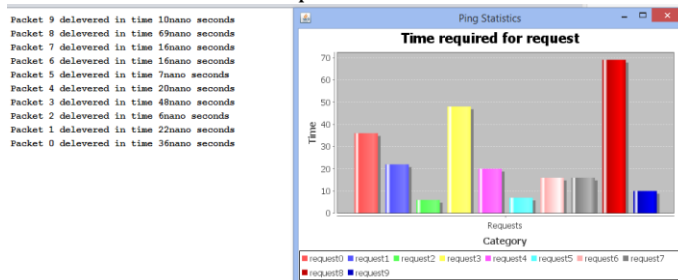 Packet 9 delevered in time 10nano seconds
Packet 8 delevered in time 69nano seconds
Packet 7 delevered in time 16nano seconds
Packet 6 delevered in time 16nano seconds
Packet 5 delevered in time 7nano seconds
Packet 4 delevered in time 20nano seconds
Packet 3 delevered in time 48nano seconds
Packet 2 delevered in time 6nano seconds
Packet 1 delevered in time 22nano seconds
Packet 0 delevered in time 36nano seconds
Ping Statistics
Time required for request
Time
70
60
50
40
30
20
10
0
Requests
Category
request0 request1 request2 request3 request4 request5 request6 request7
request8 request9